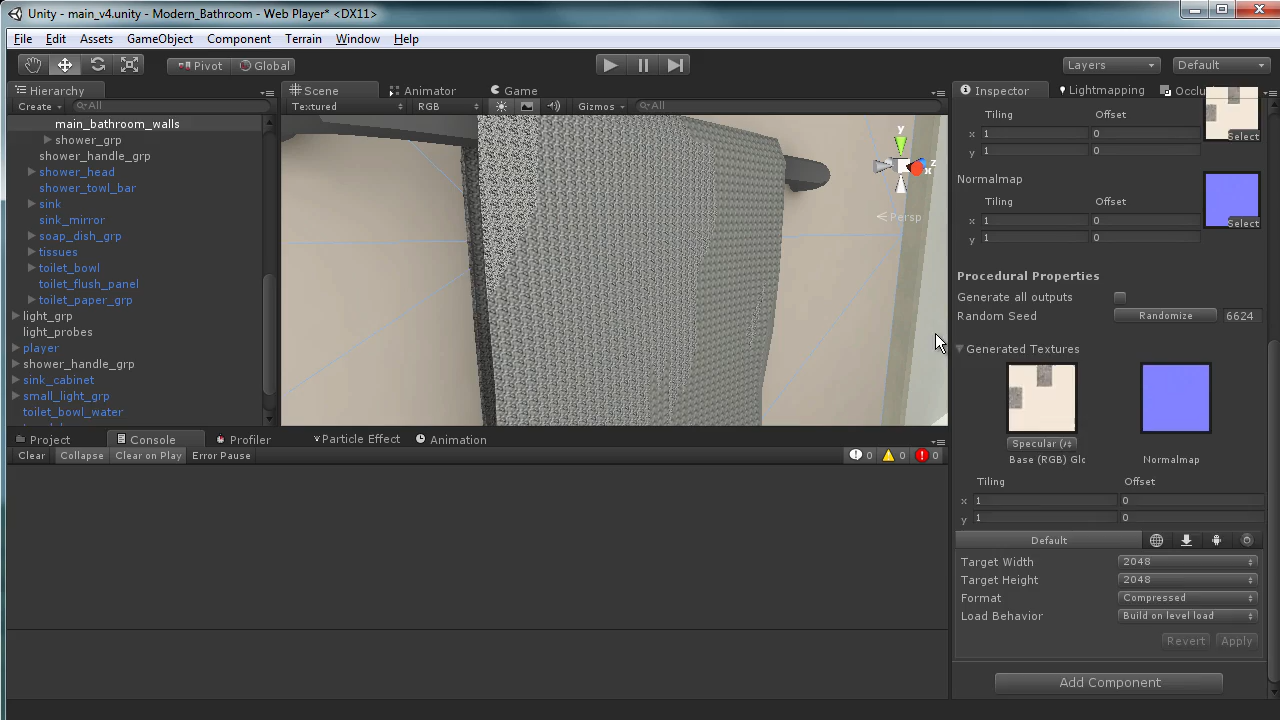 Unity - main_v4.unity - Modern_Bathroom - Web Player* <DX11>
File Edit Assets GameObject Component Terrain Window Help
Pivot Global Layers Default
Hierarchy
Create All
main_bathroom_walls
shower_grp
shower_handle_grp
shower_head
shower_towl_bar
sink
sink_mirror
soap_dish_grp
tissues
toilet_bowl
toilet_flush_panel
toilet_paper_grp
light_grp
light_probes
player
shower_handle_grp
sink_cabinet
small_light_grp
toilet_bowl_water
Scene Animator Game
Textured RGB Gizmos All
y
z
x
Persp
Project Console Profiler Particle Effect Animation
Clear Collapse Clear on Play Error Pause 0 0 0
Inspector Lightmapping Occlu
Tiling Offset
x 1 0
y 1 0
Select
Normalmap
Tiling Offset
x 1 0
y 1 0
Select
Procedural Properties
Generate all outputs
Random Seed Randomize 6624
Generated Textures
Specular (A
Base (RGB) Glo Normalmap
Tiling Offset
x 1 0
y 1 0
Default
Target Width 2048
Target Height 2048
Format Compressed
Load Behavior Build on level load
Revert Apply
Add Component